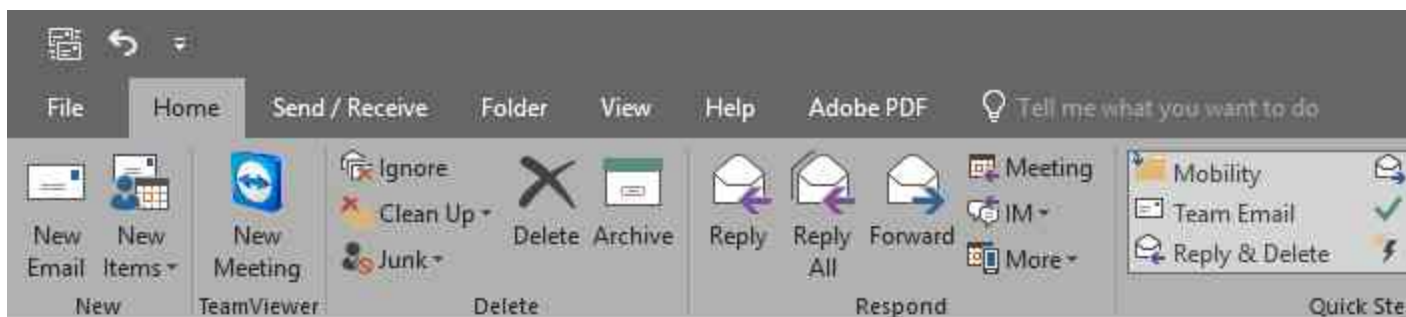 File Home Send / Receive Folder View Help Adobe PDF Tell me what you want to do
New Email
New Items
New Meeting
Ignore
Clean Up
Junk
Delete
Archive
Reply
Reply All
Forward
Meeting
IM
More
Mobility
Team Email
Reply & Delete
New
TeamViewer
Delete
Respond
Quick Ste